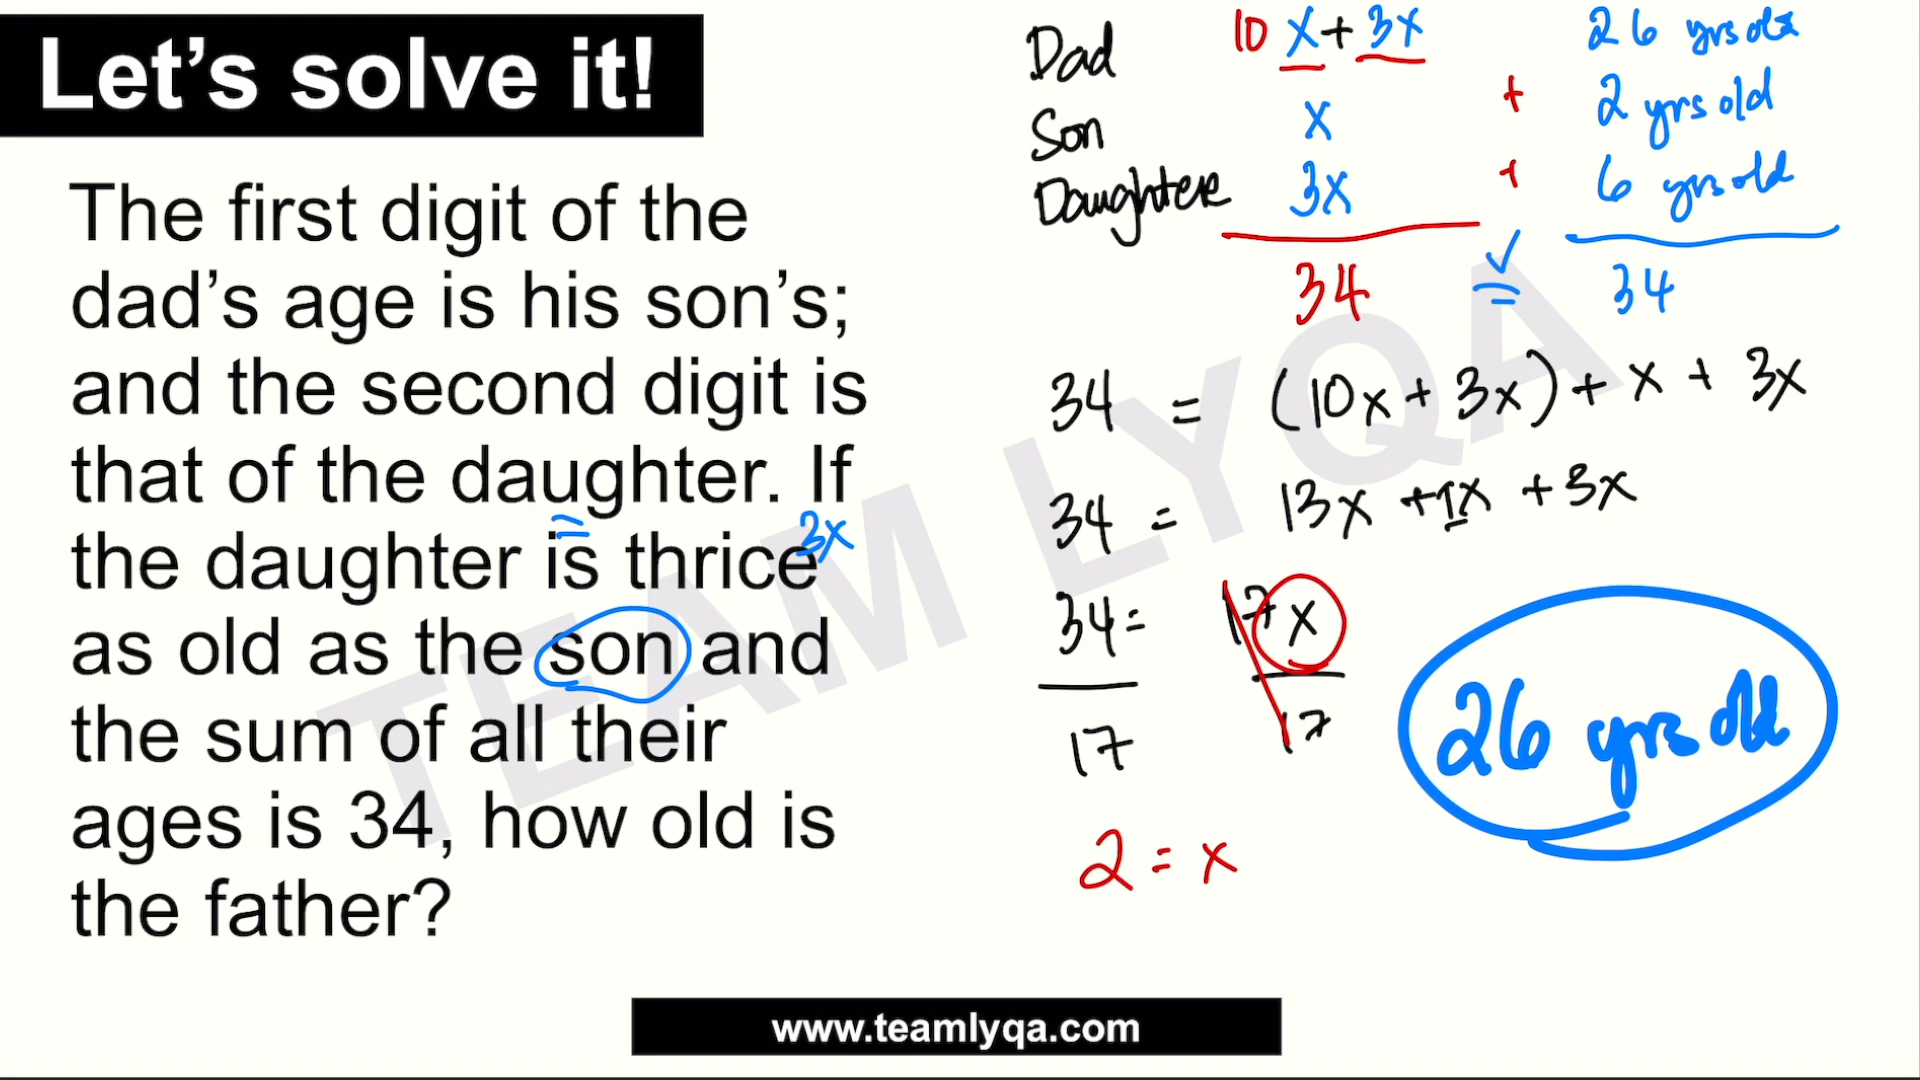 Let's solve it!
The first digit of the
dad's age is his son's;
and the second digit is
that of the daughter. If
the daughter is thrice
3x
as old as the son and
the sum of all their
ages is 34, how old is
the father?
Dad 10x + 3x 26 yrs old
Son x + 2 yrs old
Daughter 3x + 6 yrs old
34 ✓ 34
34 = (10x + 3x) + x + 3x
34 = 13x + 1x + 3x
34 = 17x
17 17
2 = x
26 yrs old
TEAM LYQA
www.teamlyqa.com